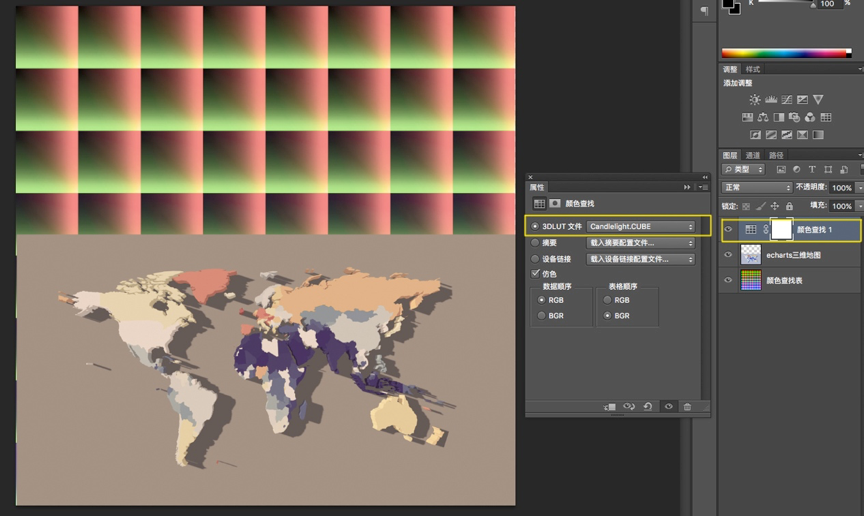 K
100
%
调整 样式
添加调整
图层 通道 路径
类型
正常 不透明度: 100%
锁定: 填充: 100%
颜色查找 1
echarts三维地图
颜色查找表
属性
颜色查找
3DLUT 文件 Candlelight.CUBE
摘要 载入摘要配置文件...
设备链接 载入设备链接配置文件...
仿色
数据顺序 表格顺序
RGB RGB
BGR BGR